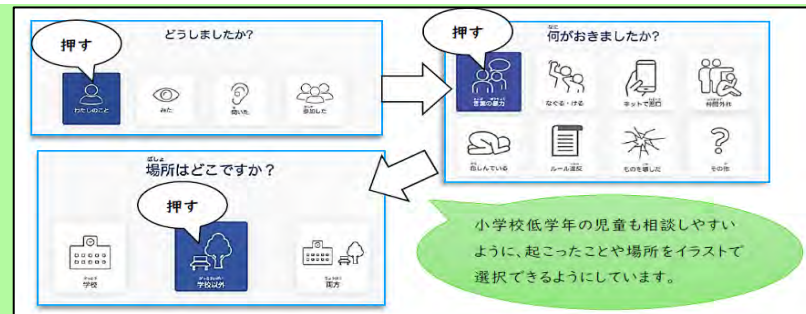 どうしましたか?
押す
わたしのこと
みた
聞いた
参加した
何がおきましたか?
押す
言葉の暴力
なぐる・ける
ネットで悪口
仲間外れ
苦しんでいる
ルール違反
ものを壊した
その他
場所はどこですか?
押す
学校
学校以外
両方
小学校低学年の児童も相談しやすい
ように、起こったことや場所をイラストで
選択できるようにしています。